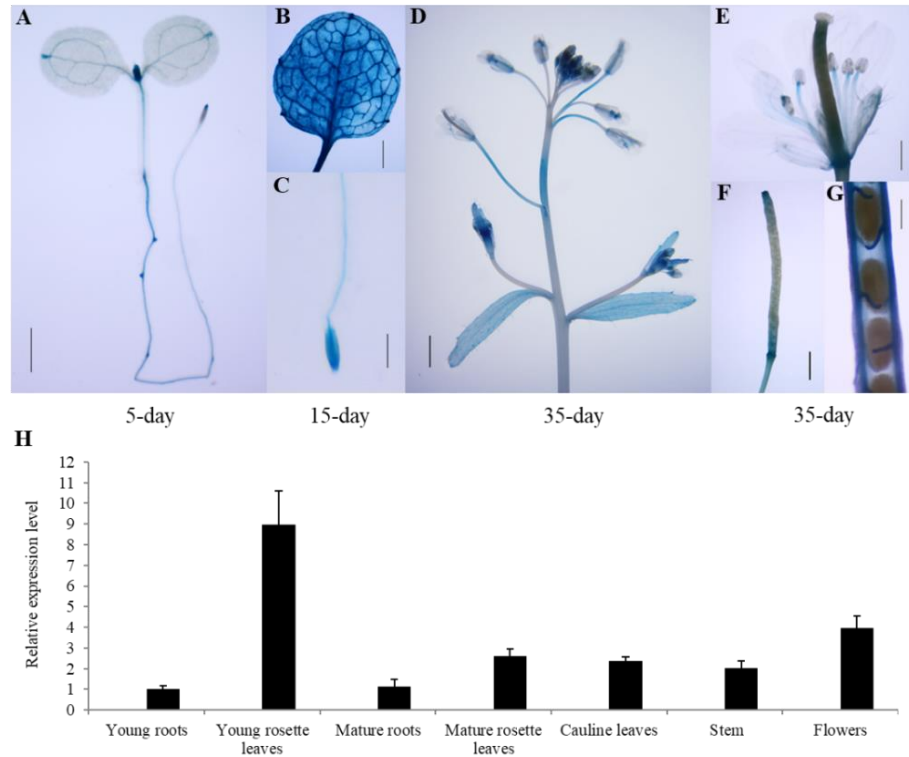 A
B
C
D
E
F
G
5-day
15-day
35-day
35-day
H
Relative expression level
12
11
10
9
8
7
6
5
4
3
2
1
0
Young roots
Young rosette
leaves
Mature roots
Mature rosette
leaves
Cauline leaves
Stem
Flowers